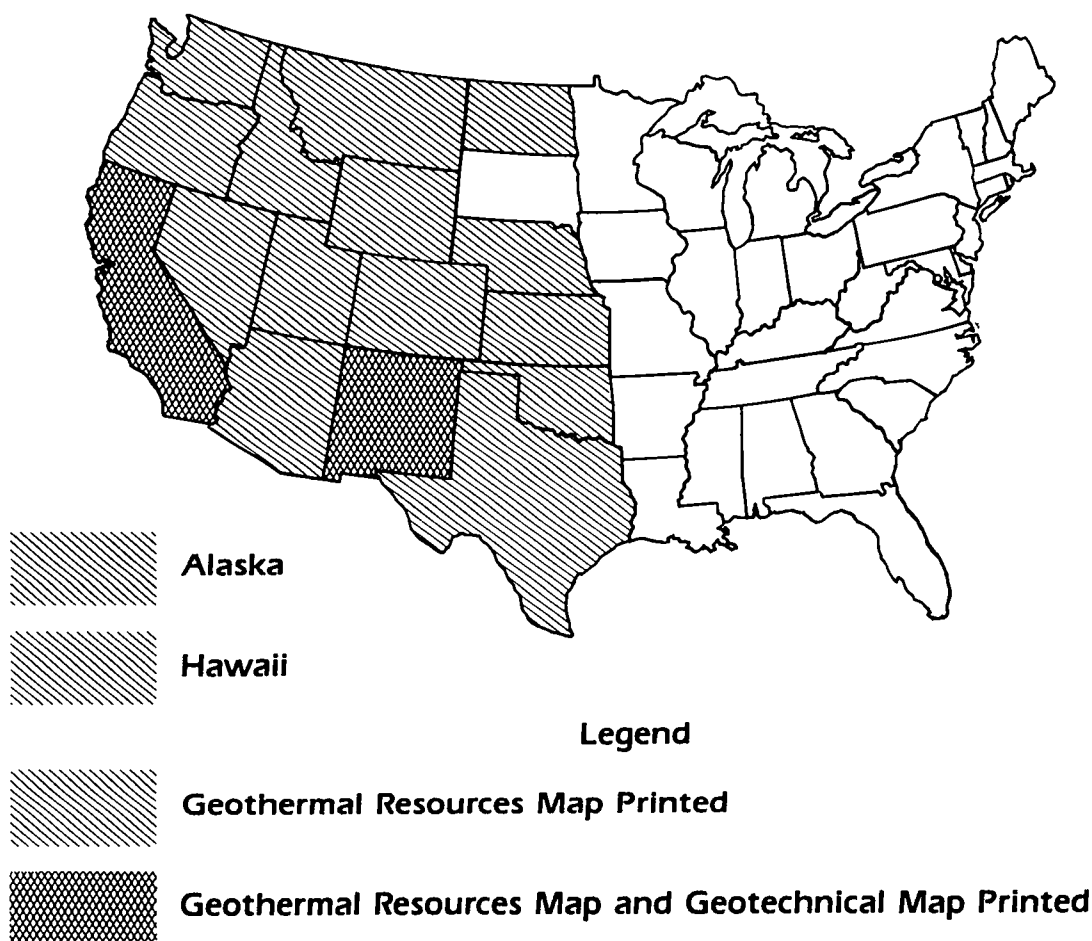 Alaska
Hawaii
Legend
Geothermal Resources Map Printed
Geothermal Resources Map and Geotechnical Map Printed